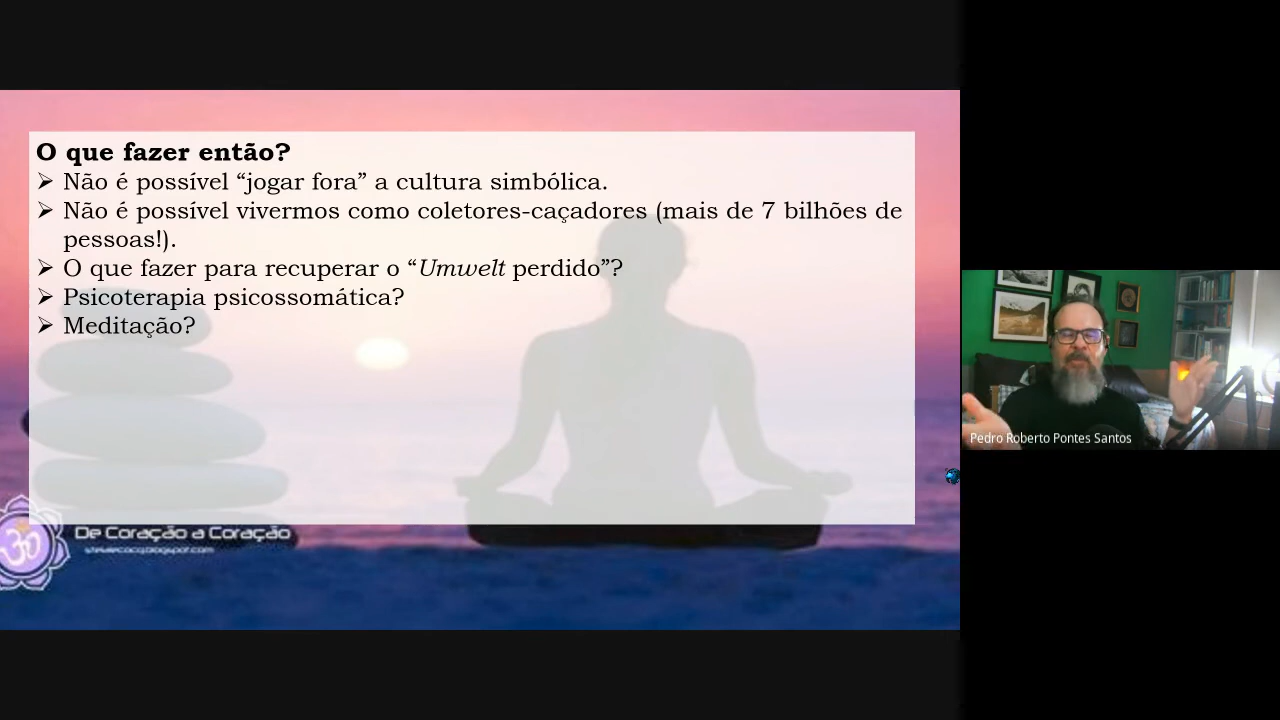 O que fazer então?
➢ Não é possível “jogar fora” a cultura simbólica.
➢ Não é possível vivermos como coletores-caçadores (mais de 7 bilhões de
pessoas!).
➢ O que fazer para recuperar o “Umwelt perdido”?
➢ Psicoterapia psicossomática?
➢ Meditação?
De Coração a Coração
Pedro Roberto Pontes Santos